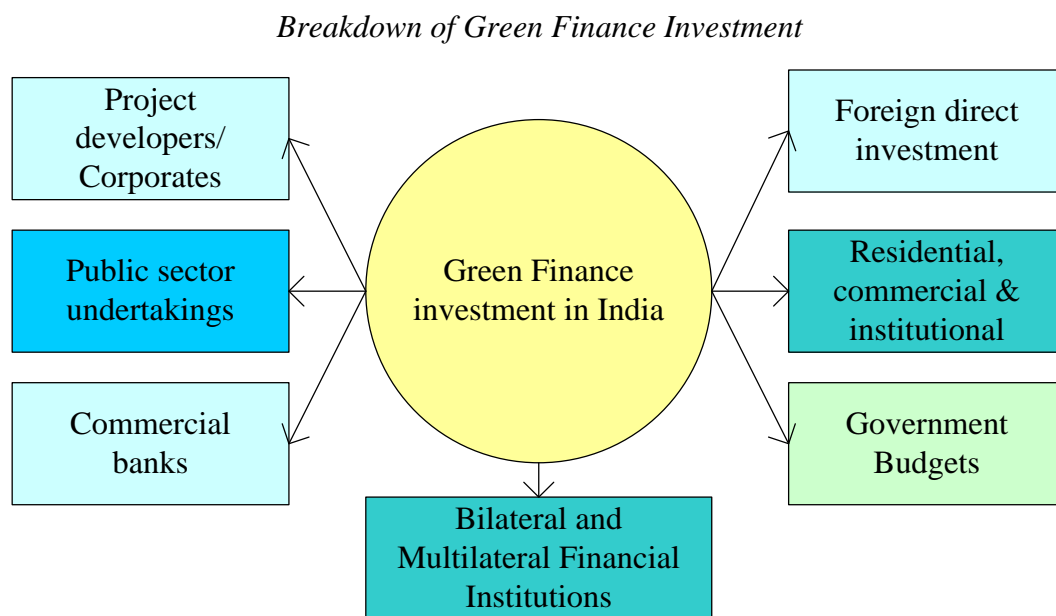 Breakdown of Green Finance Investment
Project
developers/
Corporates
Public sector
undertakings
Commercial
banks
Green Finance
investment in India
Foreign direct
investment
Residential,
commercial &
institutional
Government
Budgets
Bilateral and
Multilateral Financial
Institutions